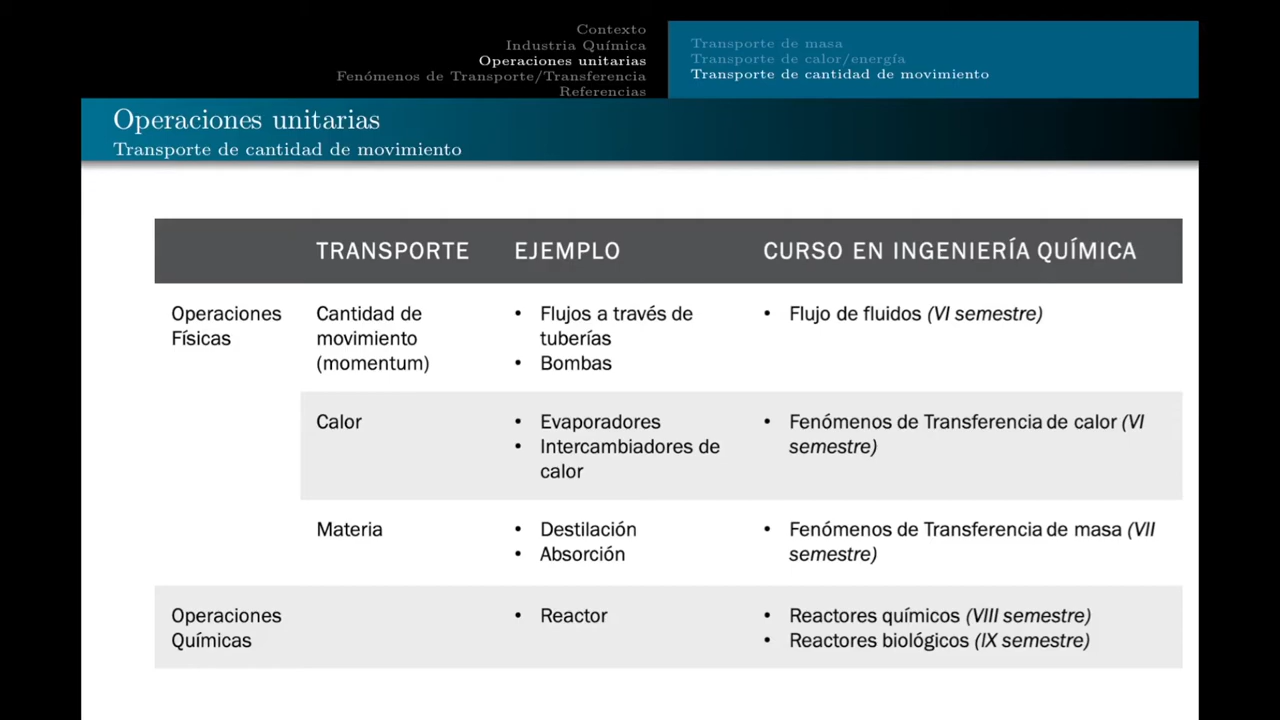 Contexto
Industria Química
Operaciones unitarias
Fenómenos de Transporte/Transferencia
Referencias
Transporte de masa
Transporte de calor/energía
Transporte de cantidad de movimiento
Operaciones unitarias
Transporte de cantidad de movimiento
TRANSPORTE EJEMPLO CURSO EN INGENIERÍA QUÍMICA
Operaciones Físicas
Cantidad de movimiento (momentum)
• Flujos a través de tuberías
• Bombas
• Flujo de fluidos (VI semestre)
Calor
• Evaporadores
• Intercambiadores de calor
• Fenómenos de Transferencia de calor (VI semestre)
Materia
• Destilación
• Absorción
• Fenómenos de Transferencia de masa (VII semestre)
Operaciones Químicas
• Reactor
• Reactores químicos (VIII semestre)
• Reactores biológicos (IX semestre)